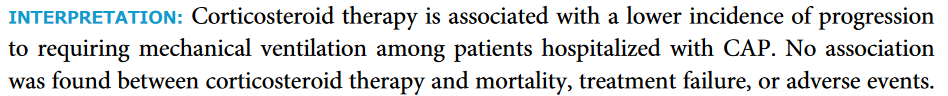 INTERPRETATION: Corticosteroid therapy is associated with a lower incidence of progression
to requiring mechanical ventilation among patients hospitalized with CAP. No association
was found between corticosteroid therapy and mortality, treatment failure, or adverse events.